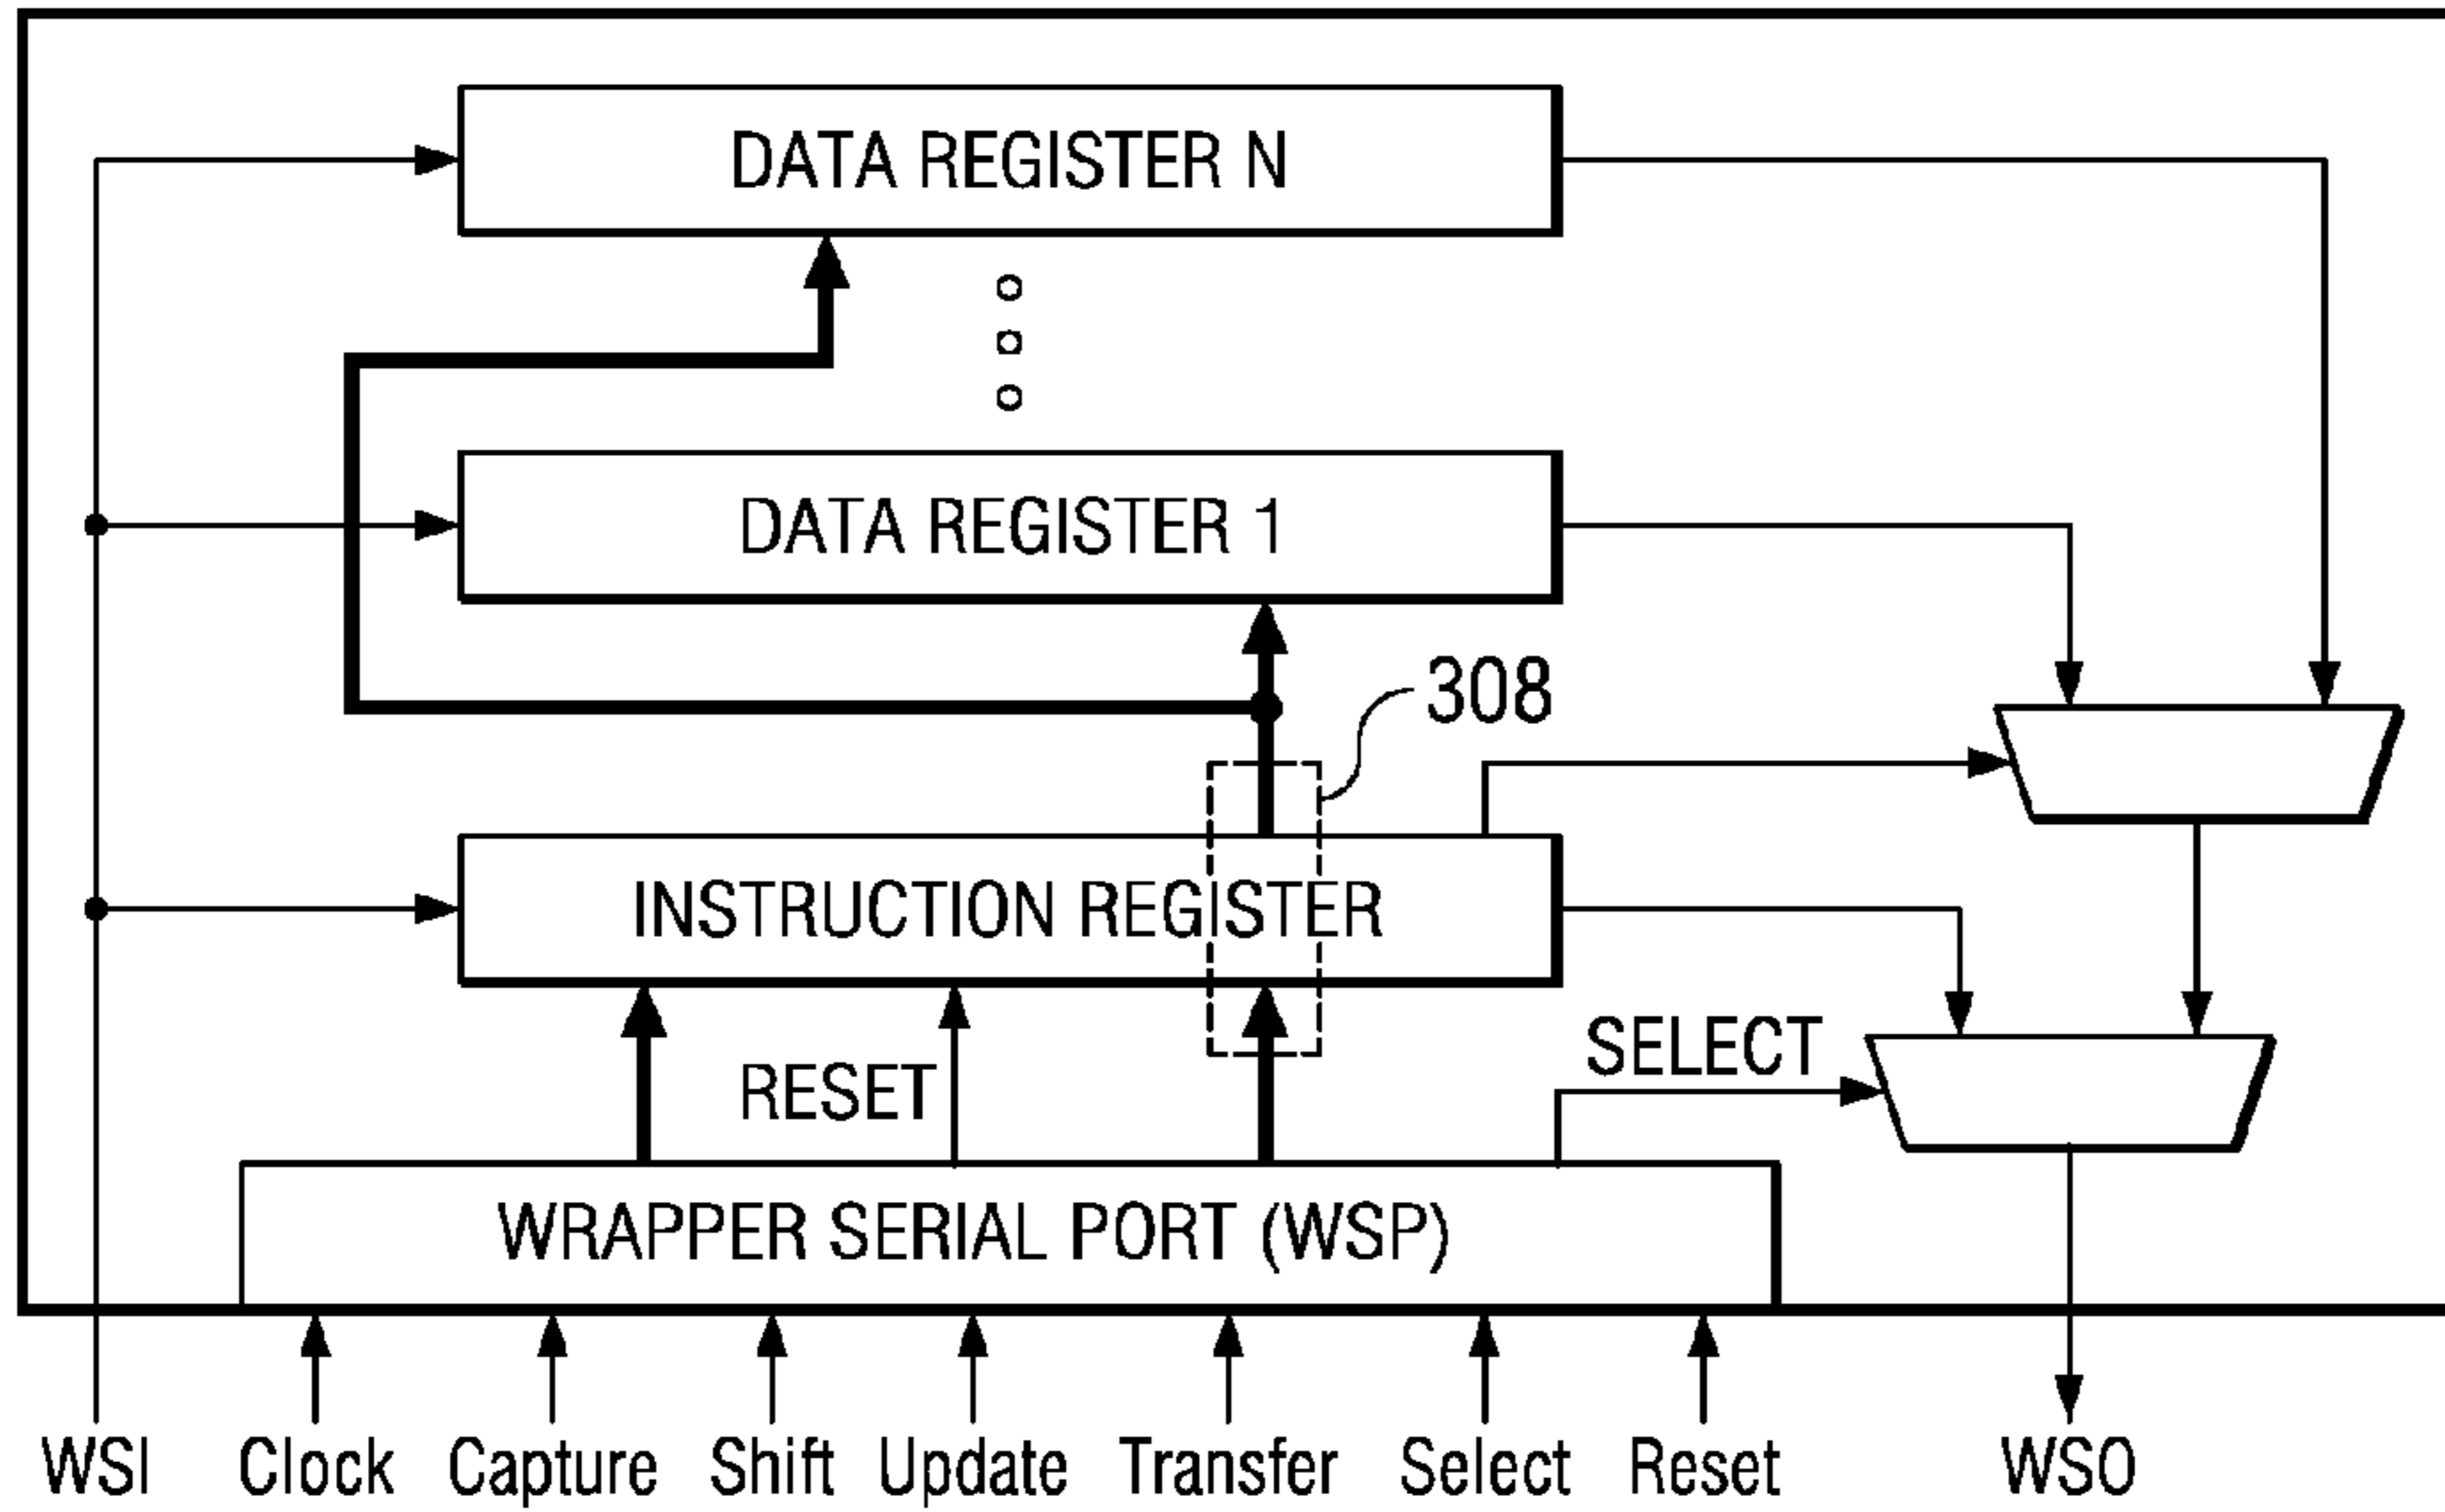 DATA REGISTER N
DATA REGISTER 1
308
INSTRUCTION REGISTER
SELECT
RESET
WRAPPER SERIAL PORT (WSP)
WSI Clock Capture Shift Update Transfer Select Reset WSO